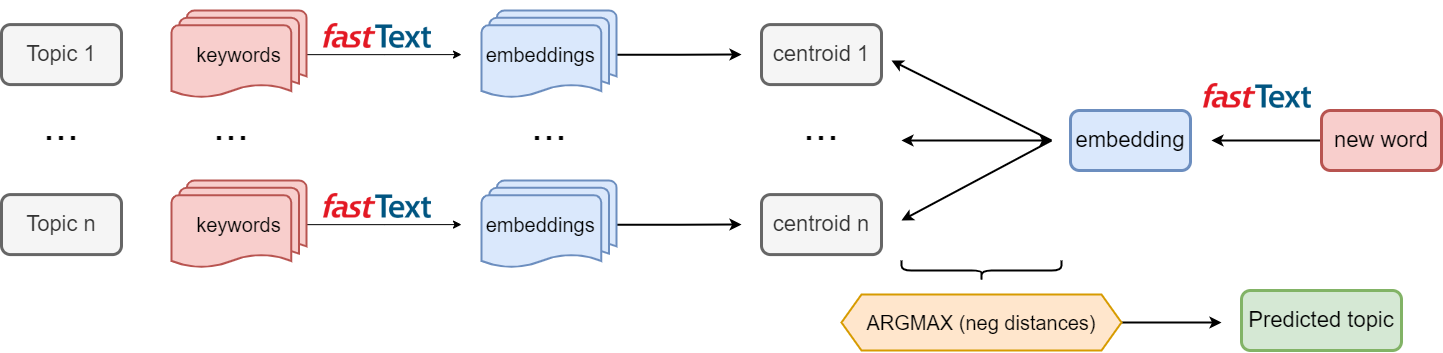 Topic 1
keywords
fastText
embeddings
centroid 1
...
...
...
...
fastText
embedding
new word
Topic n
keywords
fastText
embeddings
centroid n
ARGMAX (neg distances)
Predicted topic